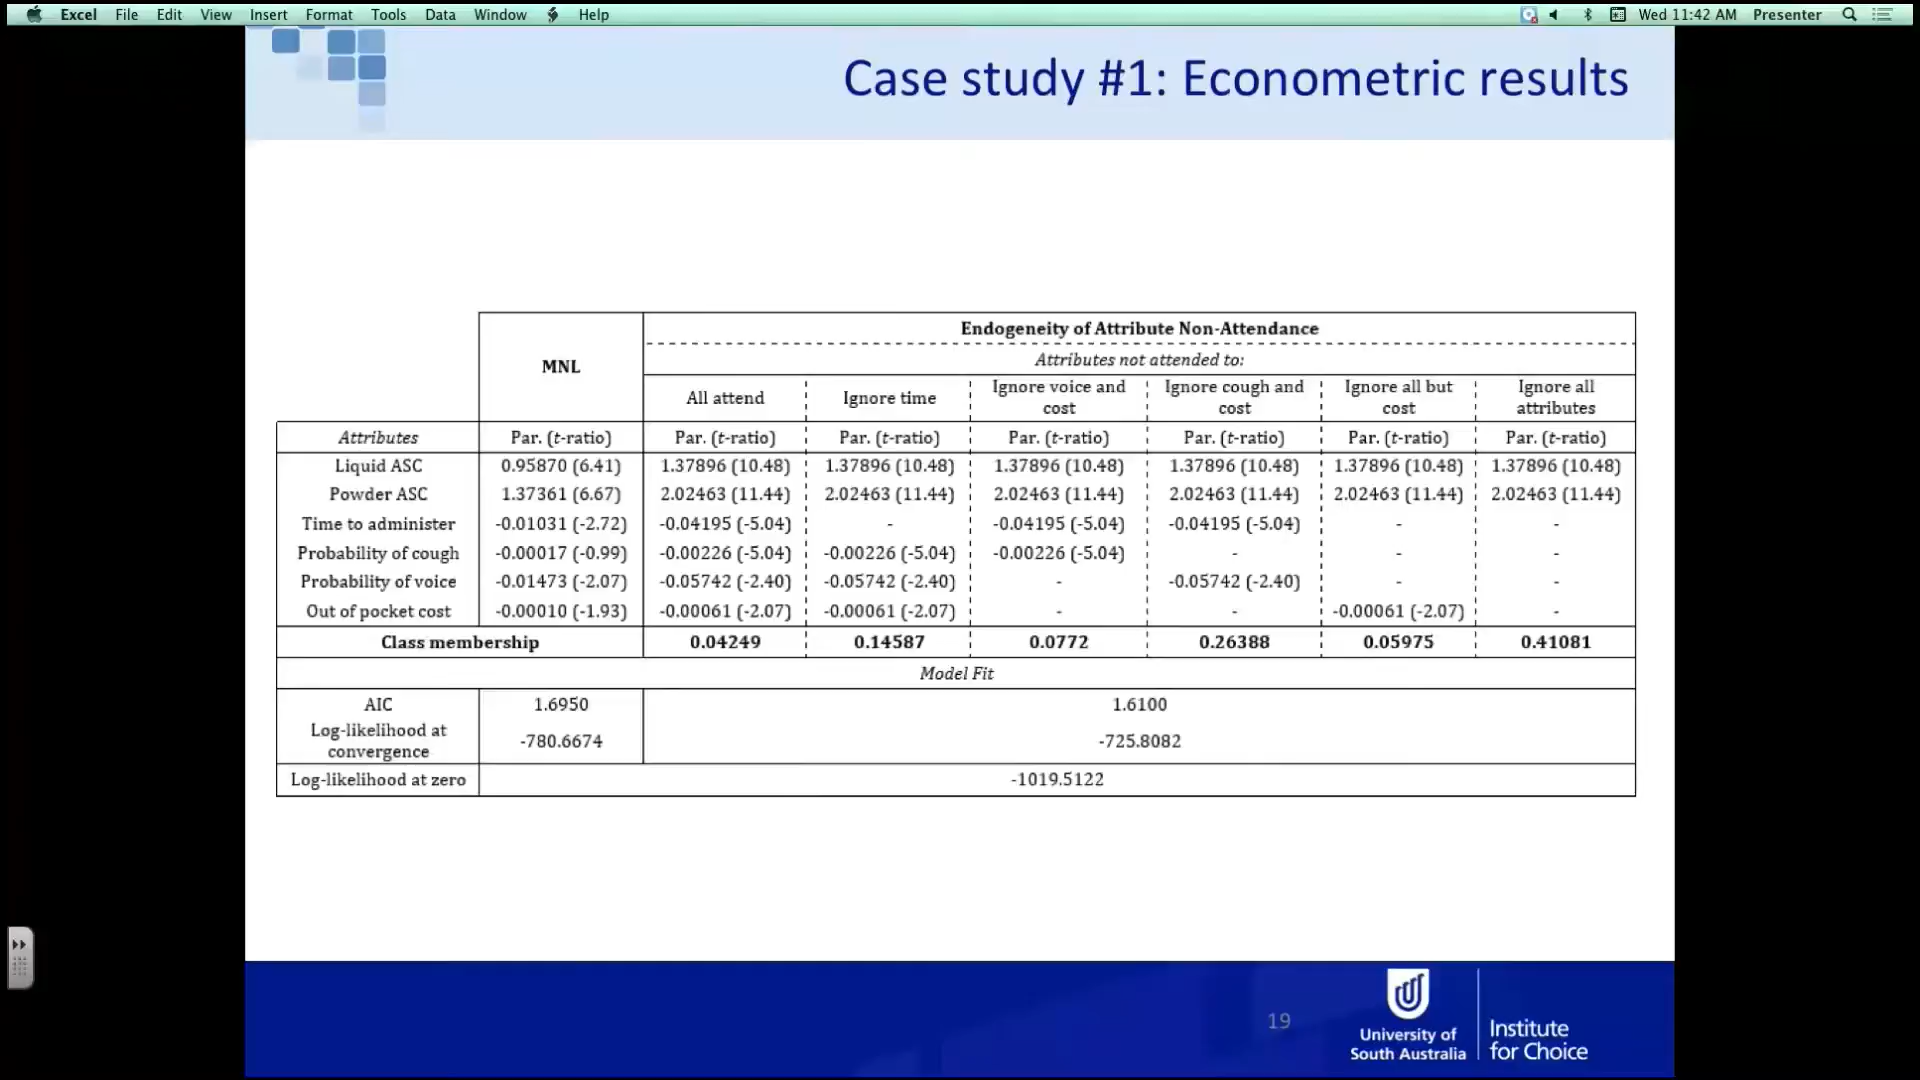 Excel File Edit View Insert Format Tools Data Window Help Wed 11:42 AM Presenter
Case study #1: Econometric results
MNL
Endogeneity of Attribute Non-Attendance
Attributes not attended to:
All attend Ignore time Ignore voice and cost Ignore cough and cost Ignore all but cost Ignore all attributes
Attributes Par. (t-ratio) Par. (t-ratio) Par. (t-ratio) Par. (t-ratio) Par. (t-ratio) Par. (t-ratio) Par. (t-ratio)
Liquid ASC 0.95870 (6.41) 1.37896 (10.48) 1.37896 (10.48) 1.37896 (10.48) 1.37896 (10.48) 1.37896 (10.48) 1.37896 (10.48)
Powder ASC 1.37361 (6.67) 2.02463 (11.44) 2.02463 (11.44) 2.02463 (11.44) 2.02463 (11.44) 2.02463 (11.44) 2.02463 (11.44)
Time to administer -0.01031 (-2.72) -0.04195 (-5.04) - -0.04195 (-5.04) -0.04195 (-5.04) - -
Probability of cough -0.00017 (-0.99) -0.00226 (-5.04) -0.00226 (-5.04) -0.00226 (-5.04) - - -
Probability of voice -0.01473 (-2.07) -0.05742 (-2.40) -0.05742 (-2.40) - -0.05742 (-2.40) - -
Out of pocket cost -0.00010 (-1.93) -0.00061 (-2.07) -0.00061 (-2.07) - - -0.00061 (-2.07) -
Class membership 0.04249 0.14587 0.0772 0.26388 0.05975 0.41081
Model Fit
AIC 1.6950 1.6100
Log-likelihood at convergence -780.6674 -725.8082
Log-likelihood at zero -1019.5122
19
University of
South Australia
Institute
for Choice